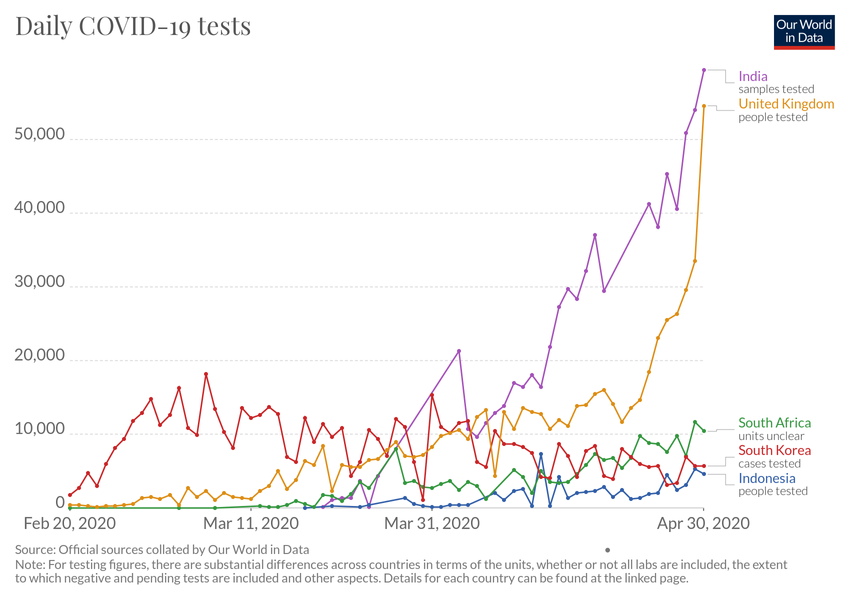 Daily COVID-19 tests
Our World
in Data
India
samples tested
United Kingdom
people tested
50,000
40,000
30,000
20,000
10,000
0
South Africa
units unclear
South Korea
cases tested
Indonesia
people tested
Feb 20, 2020
Mar 11, 2020
Mar 31, 2020
Apr 30, 2020
Source: Official sources collated by Our World in Data
Note: For testing figures, there are substantial differences across countries in terms of the units, whether or not all labs are included, the extent
to which negative and pending tests are included and other aspects. Details for each country can be found at the linked page.